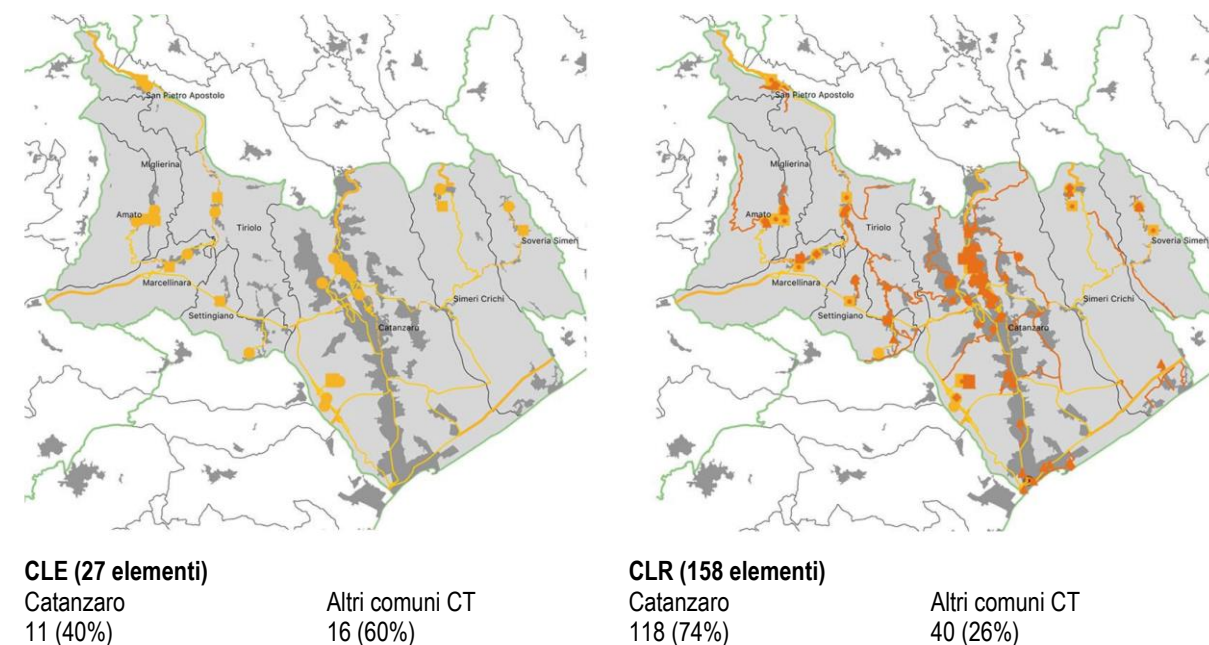 San Pietro Apostolo
Miglierina
Amato
Tiriolo
Soveria Simeri
Marcellinara
Simeri Crichi
Settingiano
Catanzaro
San Pietro Apostolo
Miglierina
Amato
Tiriolo
Soveria Simeri
Marcellinara
Simeri Crichi
Settingiano
Catanzaro
CLE (27 elementi)
Catanzaro Altri comuni CT
11 (40%) 16 (60%)
CLR (158 elementi)
Catanzaro Altri comuni CT
118 (74%) 40 (26%)